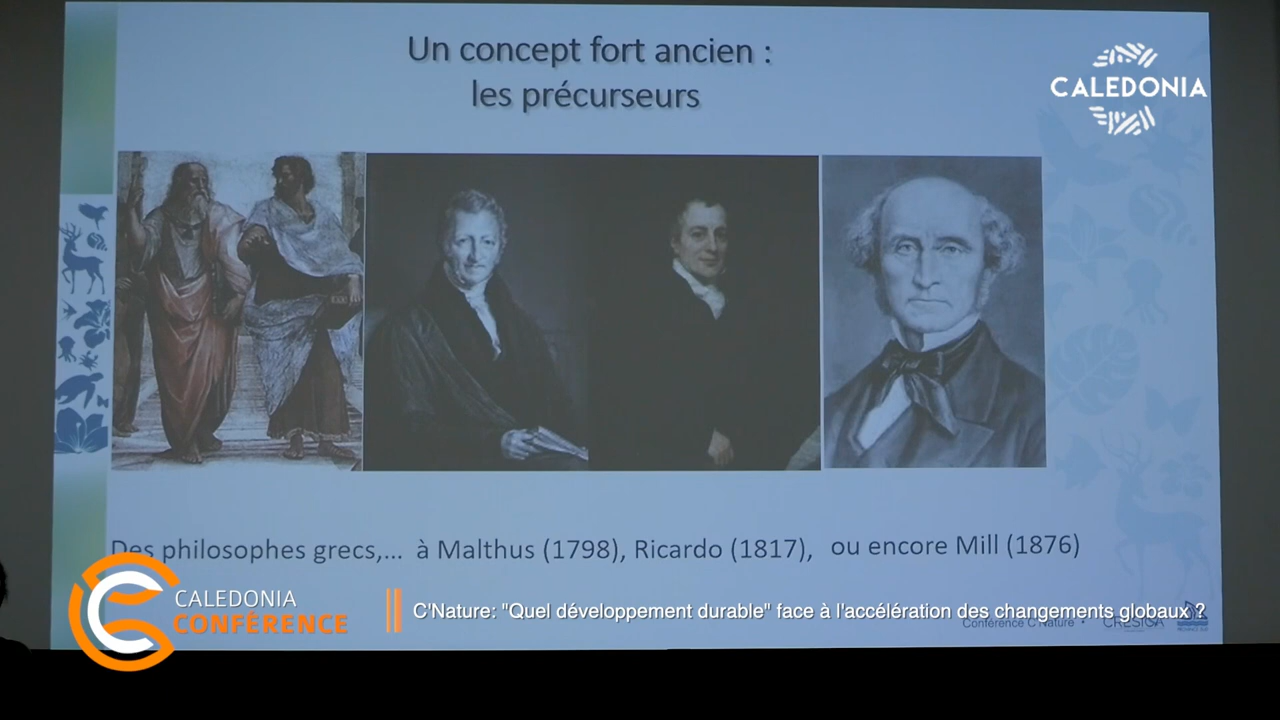 Un concept fort ancien :
les précurseurs
CALEDONIA
Des philosophes grecs,... à Malthus (1798), Ricardo (1817), ou encore Mill (1876)
CALEDONIA
CONFÉRENCE
C'Nature: "Quel développement durable" face à l'accélération des changements globaux ?
Conférence C'Nature
CRESICA